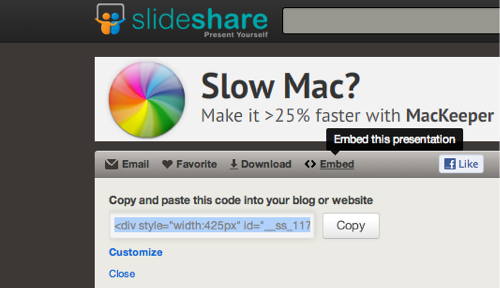 slideshare
Present Yourself
Slow Mac?
Make it >25% faster with MacKeeper
Embed this presentation
Email Favorite Download <> Embed Like
Copy and paste this code into your blog or website
<div style="width:425px" id="__ss_117 Copy
Customize
Close